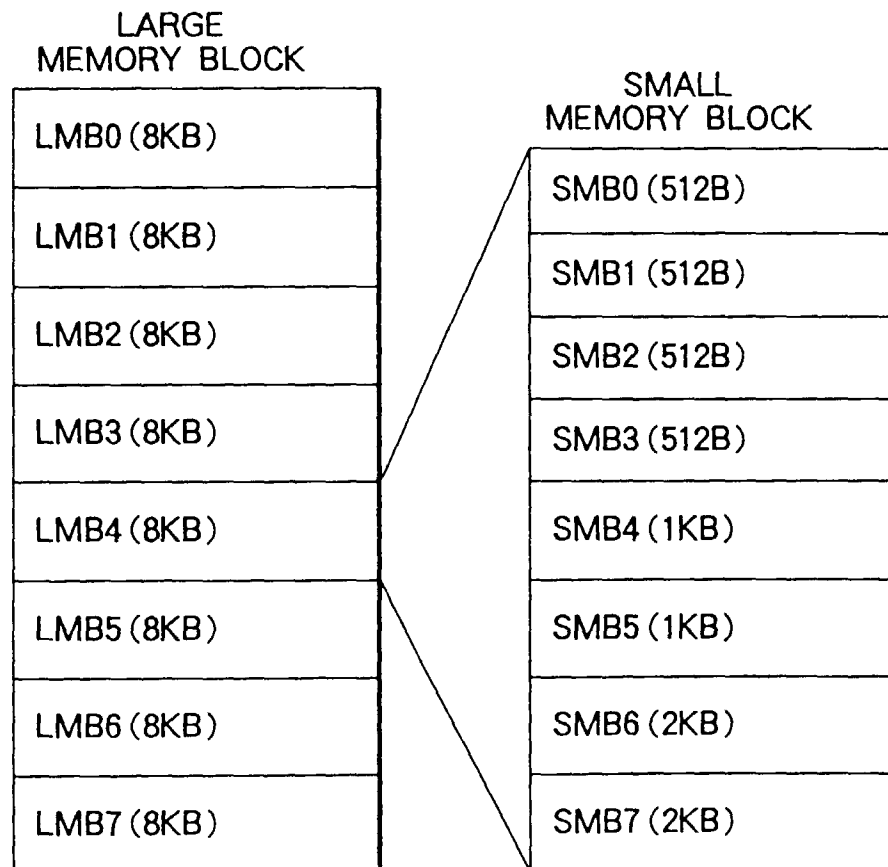 LARGE
MEMORY BLOCK
LMB0 (8KB)
LMB1 (8KB)
LMB2 (8KB)
LMB3 (8KB)
LMB4 (8KB)
LMB5 (8KB)
LMB6 (8KB)
LMB7 (8KB)
SMALL
MEMORY BLOCK
SMB0 (512B)
SMB1 (512B)
SMB2 (512B)
SMB3 (512B)
SMB4 (1KB)
SMB5 (1KB)
SMB6 (2KB)
SMB7 (2KB)